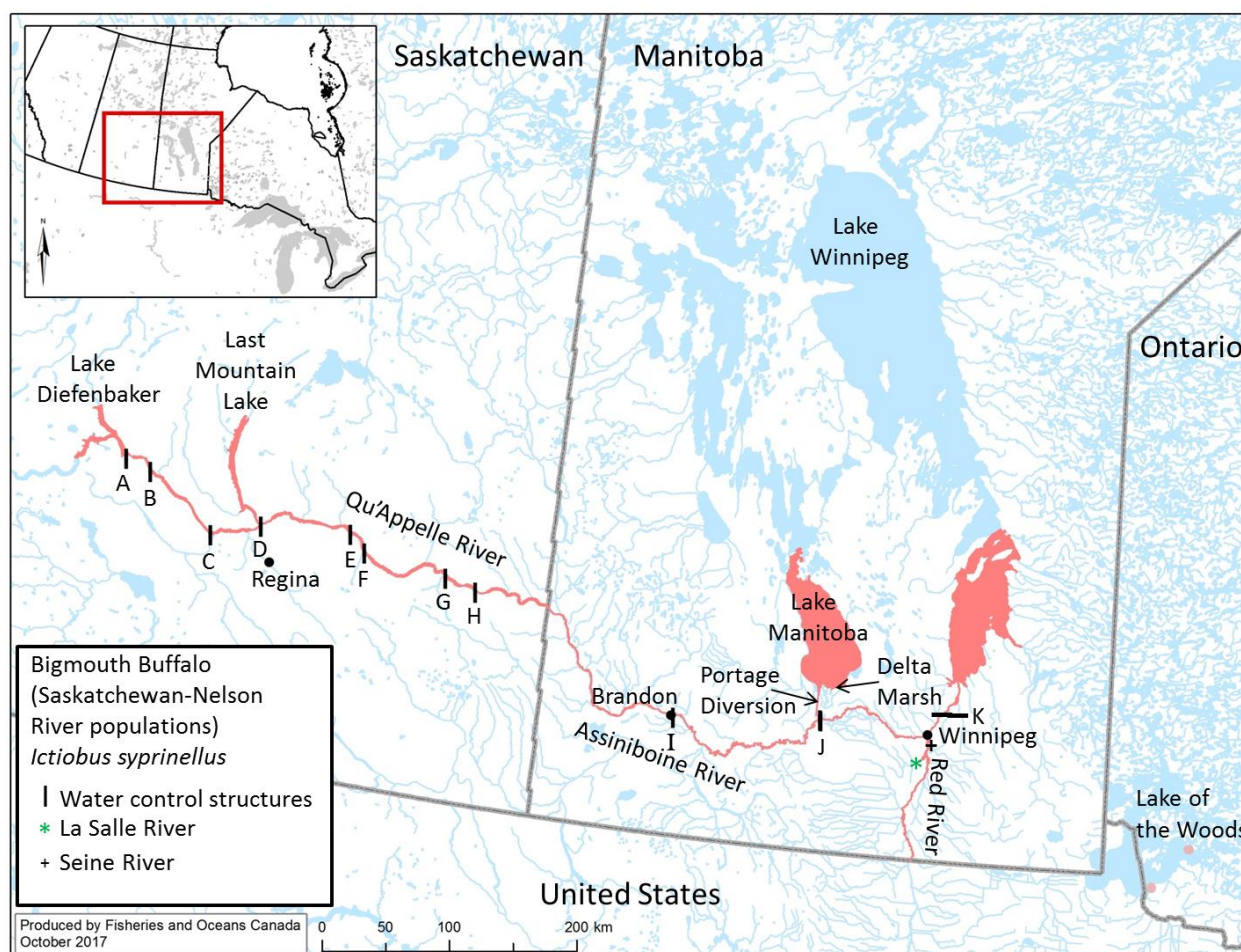 Saskatchewan
Manitoba
N
Lake
Winnipeg
Ontario
Last
Mountain
Lake
Lake
Diefenbaker
A
B
C
D
Regina
E
F
Qu'Appelle River
G
H
Lake
Manitoba
Portage
Diversion
Delta
Marsh
Brandon
I
Assiniboine River
J
K
Winnipeg
Red River
Lake of
the Woods
Bigmouth Buffalo
(Saskatchewan-Nelson
River populations)
Ictiobus syprinellus
Water control structures
* La Salle River
+ Seine River
United States
Produced by Fisheries and Oceans Canada
October 2017
0 50 100 200 km